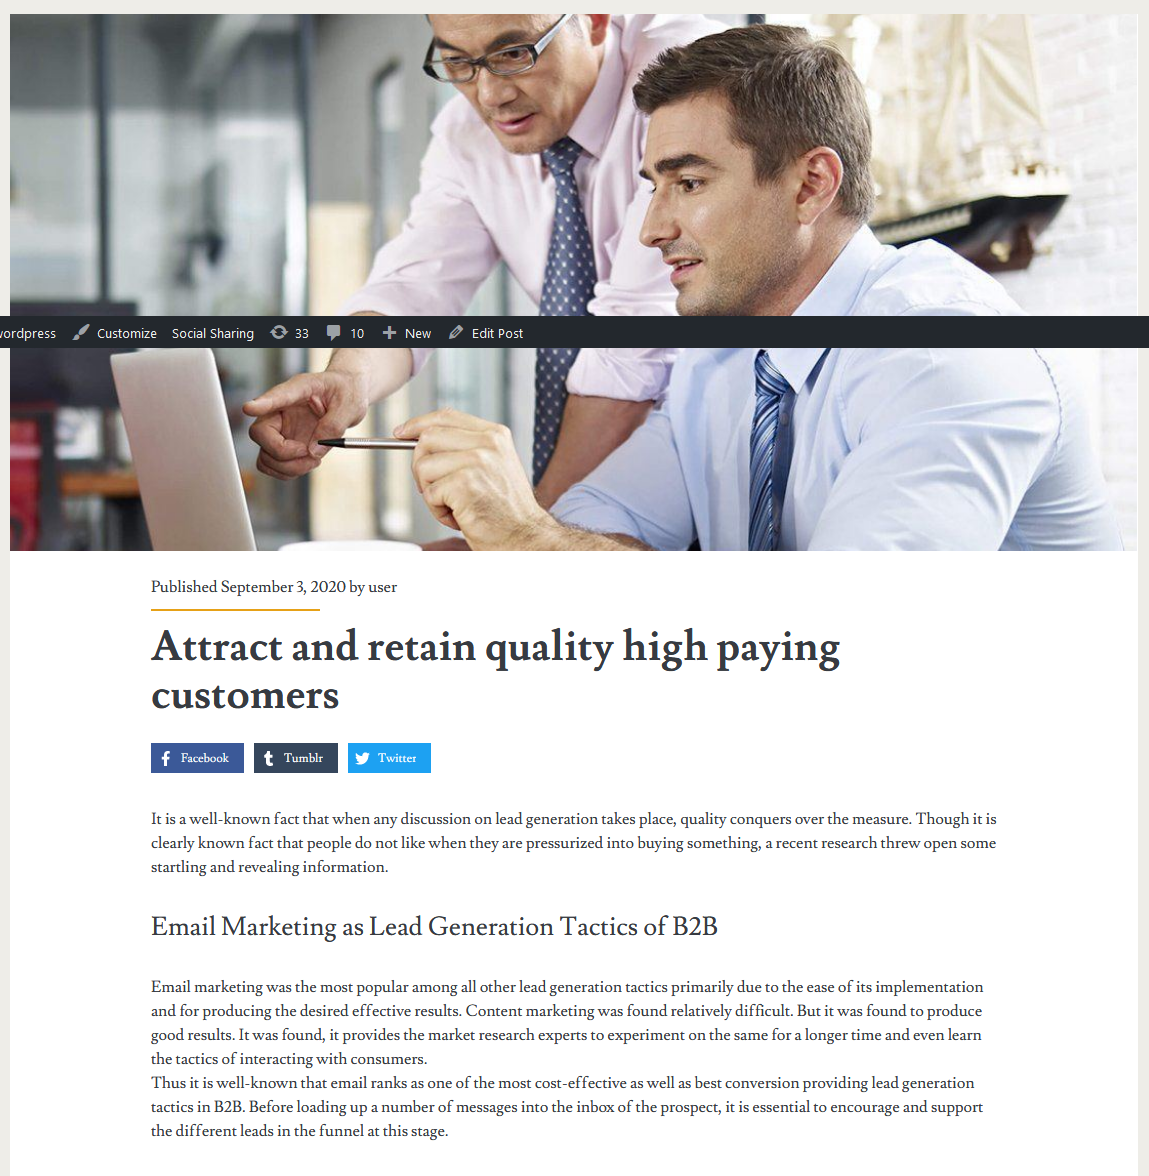 wordpress Customize Social Sharing 33 10 New Edit Post
Published September 3, 2020 by user
Attract and retain quality high paying
customers
Facebook Tumblr Twitter
It is a well-known fact that when any discussion on lead generation takes place, quality conquers over the measure. Though it is
clearly known fact that people do not like when they are pressurized into buying something, a recent research threw open some
startling and revealing information.
Email Marketing as Lead Generation Tactics of B2B
Email marketing was the most popular among all other lead generation tactics primarily due to the ease of its implementation
and for producing the desired effective results. Content marketing was found relatively difficult. But it was found to produce
good results. It was found, it provides the market research experts to experiment on the same for a longer time and even learn
the tactics of interacting with consumers.
Thus it is well-known that email ranks as one of the most cost-effective as well as best conversion providing lead generation
tactics in B2B. Before loading up a number of messages into the inbox of the prospect, it is essential to encourage and support
the different leads in the funnel at this stage.